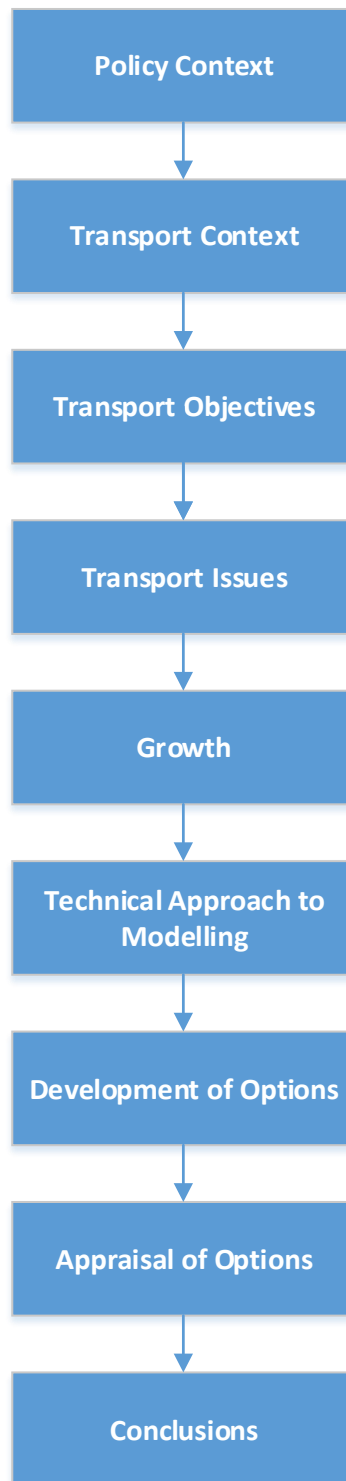 Policy Context
Transport Context
Transport Objectives
Transport Issues
Growth
Technical Approach to
Modelling
Development of Options
Appraisal of Options
Conclusions